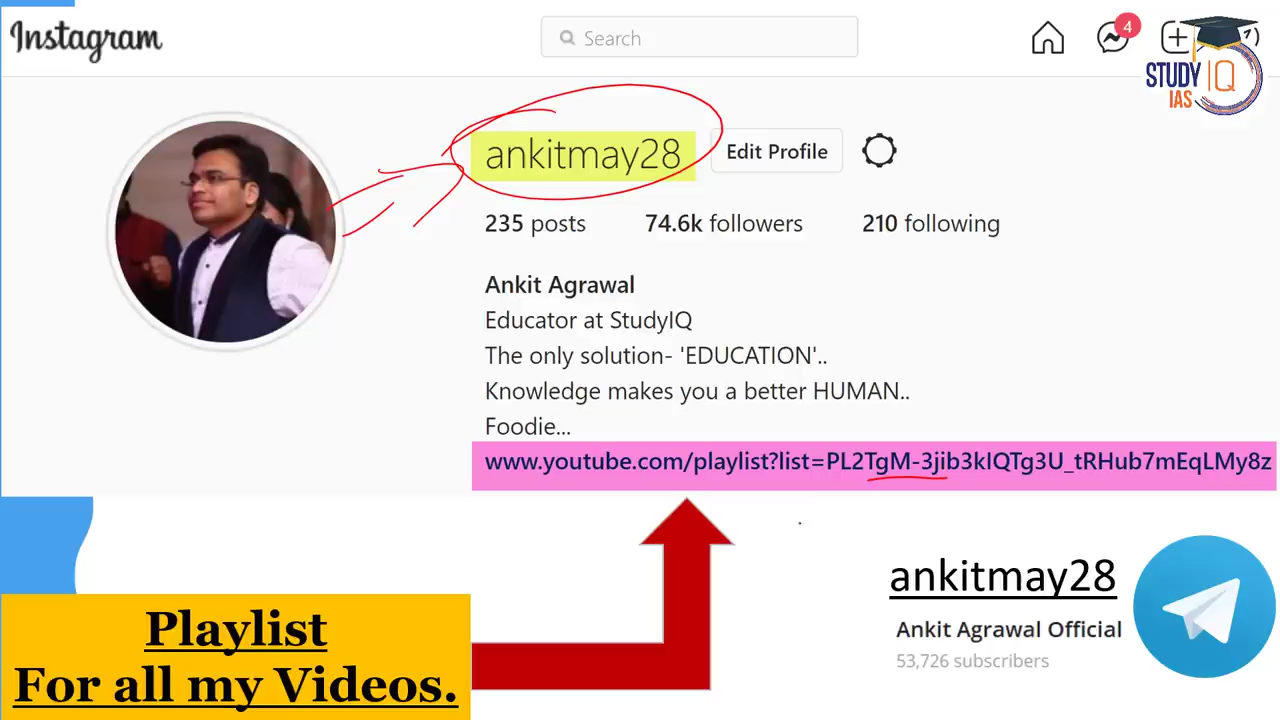 Instagram
Search
4
STUDY IQ
IAS
ankitmay28
Edit Profile
235 posts 74.6k followers 210 following
Ankit Agrawal
Educator at StudyIQ
The only solution- 'EDUCATION'..
Knowledge makes you a better HUMAN..
Foodie...
www.youtube.com/playlist?list=PL2TgM-3jib3kIQTg3U_tRHub7mEqLMy8z
Playlist
For all my Videos.
ankitmay28
Ankit Agrawal Official
53,726 subscribers